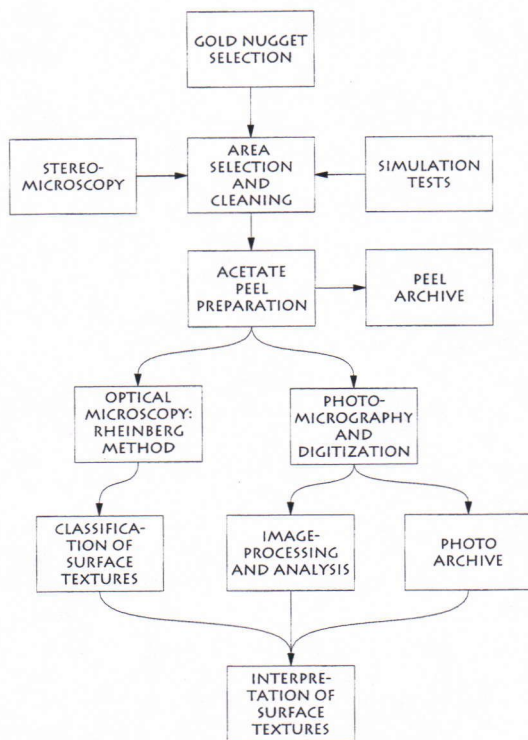 GOLD NUGGET
SELECTION
STEREO-
MICROSCOPY
AREA
SELECTION
AND
CLEANING
SIMULATION
TESTS
ACETATE
PEEL
PREPARATION
PEEL
ARCHIVE
OPTICAL
MICROSCOPY:
RHEINBERG
METHOD
PHOTO-
MICROGRAPHY
AND
DIGITIZATION
CLASSIFICA-
TION OF
SURFACE
TEXTURES
IMAGE-
PROCESSING
AND ANALYSIS
PHOTO
ARCHIVE
INTERPRE-
TATION OF
SURFACE
TEXTURES